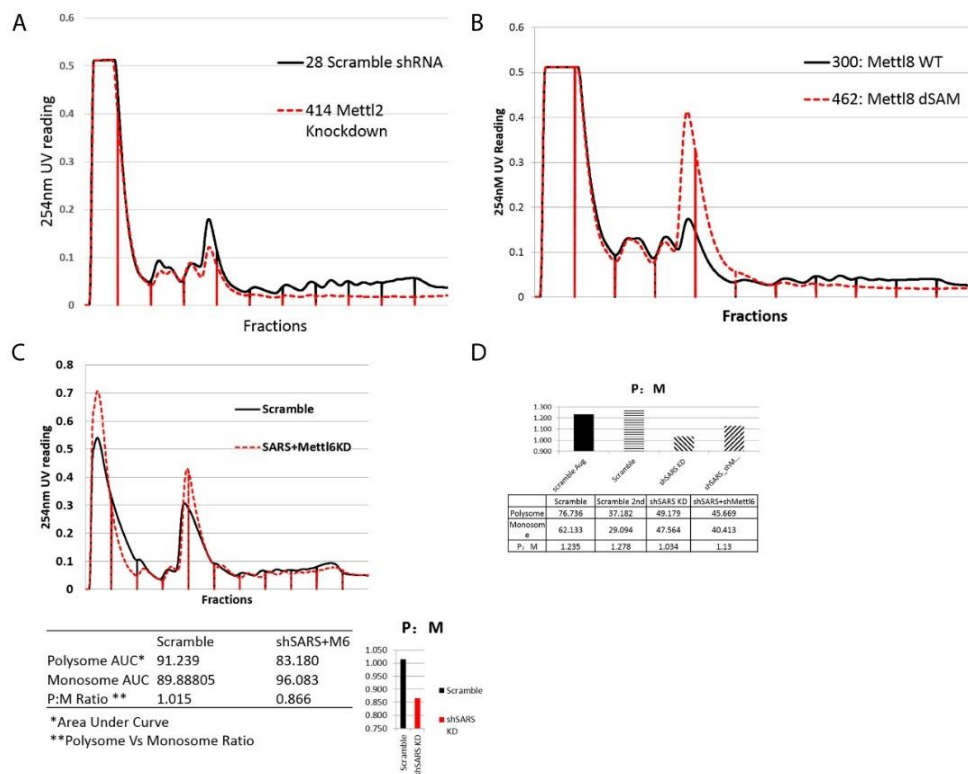 A
0.6
0.5
0.4
0.3
0.2
0.1
0
254nm UV reading
28 Scramble shRNA
414 Mettl2
Knockdown
Fractions
B
0.6
0.5
0.4
0.3
0.2
0.1
0
254nM UV Reading
300: Mettl8 WT
462: Mettl8 dSAM
Fractions
C
0.8
0.7
0.6
0.5
0.4
0.3
0.2
0.1
0
254nm UV reading
Scramble
SARS+Mettl6KD
Fractions
Scramble shSARS+M6
Polysome AUC* 91.239 83.180
Monosome AUC 89.88805 96.083
P:M Ratio ** 1.015 0.866
*Area Under Curve
**Polysome Vs Monosome Ratio
P: M
1.050
1.000
0.950
0.900
0.850
0.800
0.750
Scramble
shSARS KD
Scramble
shSARS
KD
D
P: M
1.300
1.200
1.100
1.000
0.900
scramble Aug
Scramble
shSARS KD
shSARS_shM...
Scramble Scramble 2nd shSARS KD shSARS+shMettl6
Polysome 76.736 37.182 49.179 45.669
Monosom
e 62.133 29.094 47.564 40.413
P: M 1.235 1.278 1.034 1.13